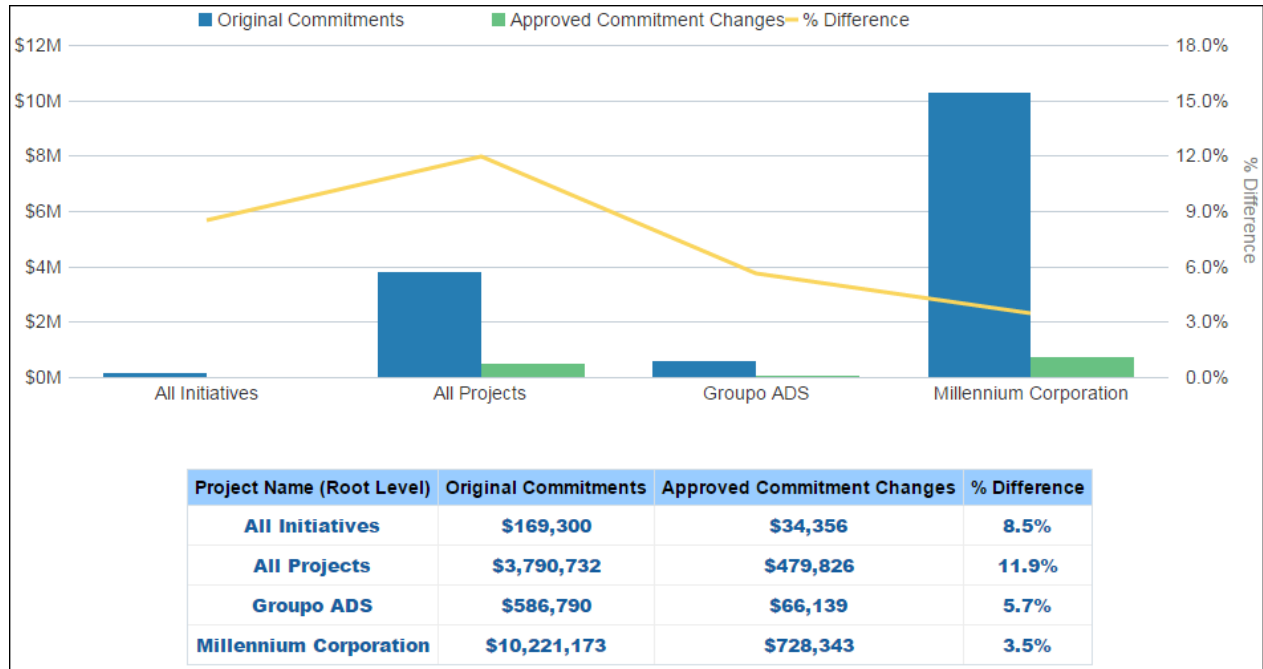 Original Commitments Approved Commitment Changes % Difference
$12M 18.0%
$10M 15.0%
$8M 12.0%
$6M 9.0%
$4M 6.0%
$2M 3.0%
$0M 0.0%
% Difference
All Initiatives All Projects Groupo ADS Millennium Corporation
Project Name (Root Level) Original Commitments Approved Commitment Changes % Difference
All Initiatives $169,300 $34,356 8.5%
All Projects $3,790,732 $479,826 11.9%
Groupo ADS $586,790 $66,139 5.7%
Millennium Corporation $10,221,173 $728,343 3.5%